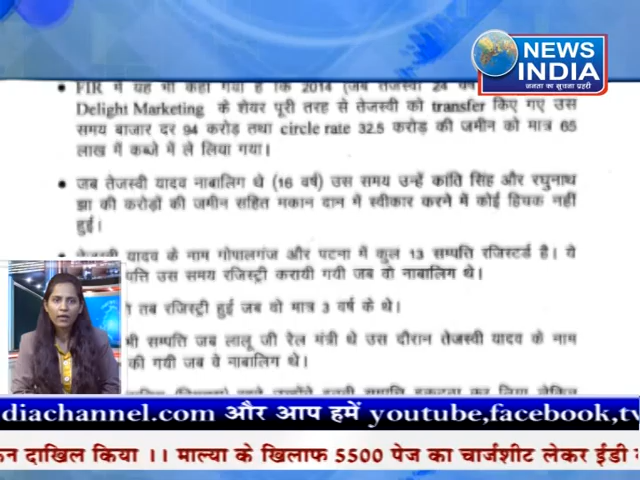 NEWS
INDIA
जनता का सूचना प्रहरी
• FIR में यह भी कहा गया है कि 2014 (जब तेजस्वी 24 वर्ष
Delight Marketing के शेयर पूरी तरह से तेजस्वी को transfer किए गए उस
समय बाजार दर 94 करोड़ तथा circle rate 32.5 करोड़ की जमीन को मात्र 65
लाख में कब्जे में ले लिया गया।
• जब तेजस्वी यादव नाबालिग थे (16 वर्ष) उस समय उन्हें कांति सिंह और रघुनाथ
झा की करोड़ों की जमीन सहित मकान दान में स्वीकार करने में कोई हिचक नहीं
हुई।
यादव के नाम गोपालगंज और पटना में कुल 13 सम्पति रजिस्टर्ड है। ये
पत्ति उस समय रजिस्ट्री करायी गयी जब वो नाबालिग थे।
तब रजिस्ट्री हुई जब वो मात्र 3 वर्ष के थे।
भी सम्पति जब लालू जी रेल मंत्री थे उस दौरान तेजस्वी यादव के नाम
की गयी जब वे नाबालिग थे।
diachannel.com और आप हमें youtube,facebook,tv
न दाखिल किया ।। माल्या के खिलाफ 5500 पेज का चार्जशीट लेकर ईडी